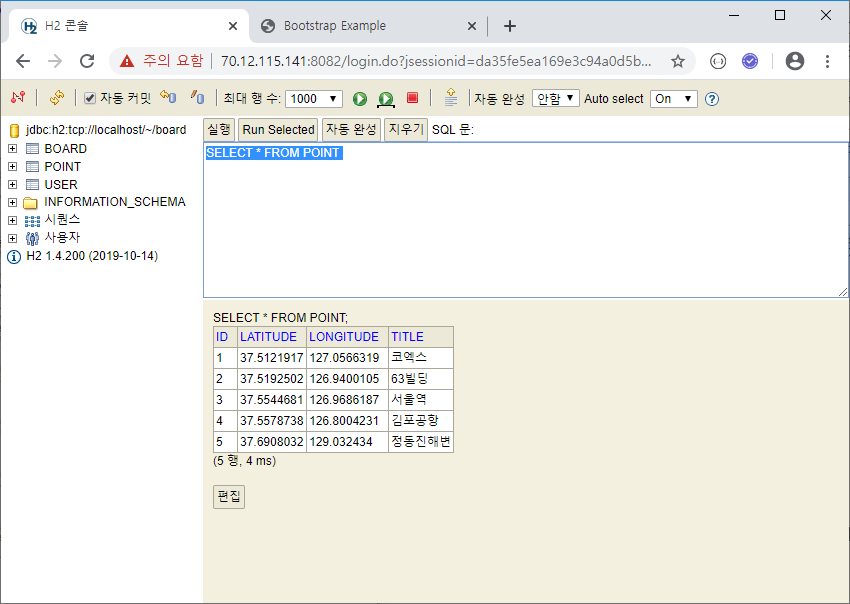 H2 콘솔
Bootstrap Example
주의 요함 70.12.115.141:8082/login.do?jsessionid=da35fe5ea169e3c94a0d5b...
자동 커밋 최대 행 수: 1000 자동 완성 안함 Auto select On
jdbc:h2:tcp://localhost/~/board
BOARD
POINT
USER
INFORMATION_SCHEMA
시퀀스
사용자
H2 1.4.200 (2019-10-14)
실행 Run Selected 자동 완성 지우기 SQL 문:
SELECT * FROM POINT
SELECT * FROM POINT;
ID LATITUDE LONGITUDE TITLE
1 37.5121917 127.0566319 코엑스
2 37.5192502 126.9400105 63빌딩
3 37.5544681 126.9686187 서울역
4 37.5578738 126.8004231 김포공항
5 37.6908032 129.032434 정동진해변
(5 행, 4 ms)
편집